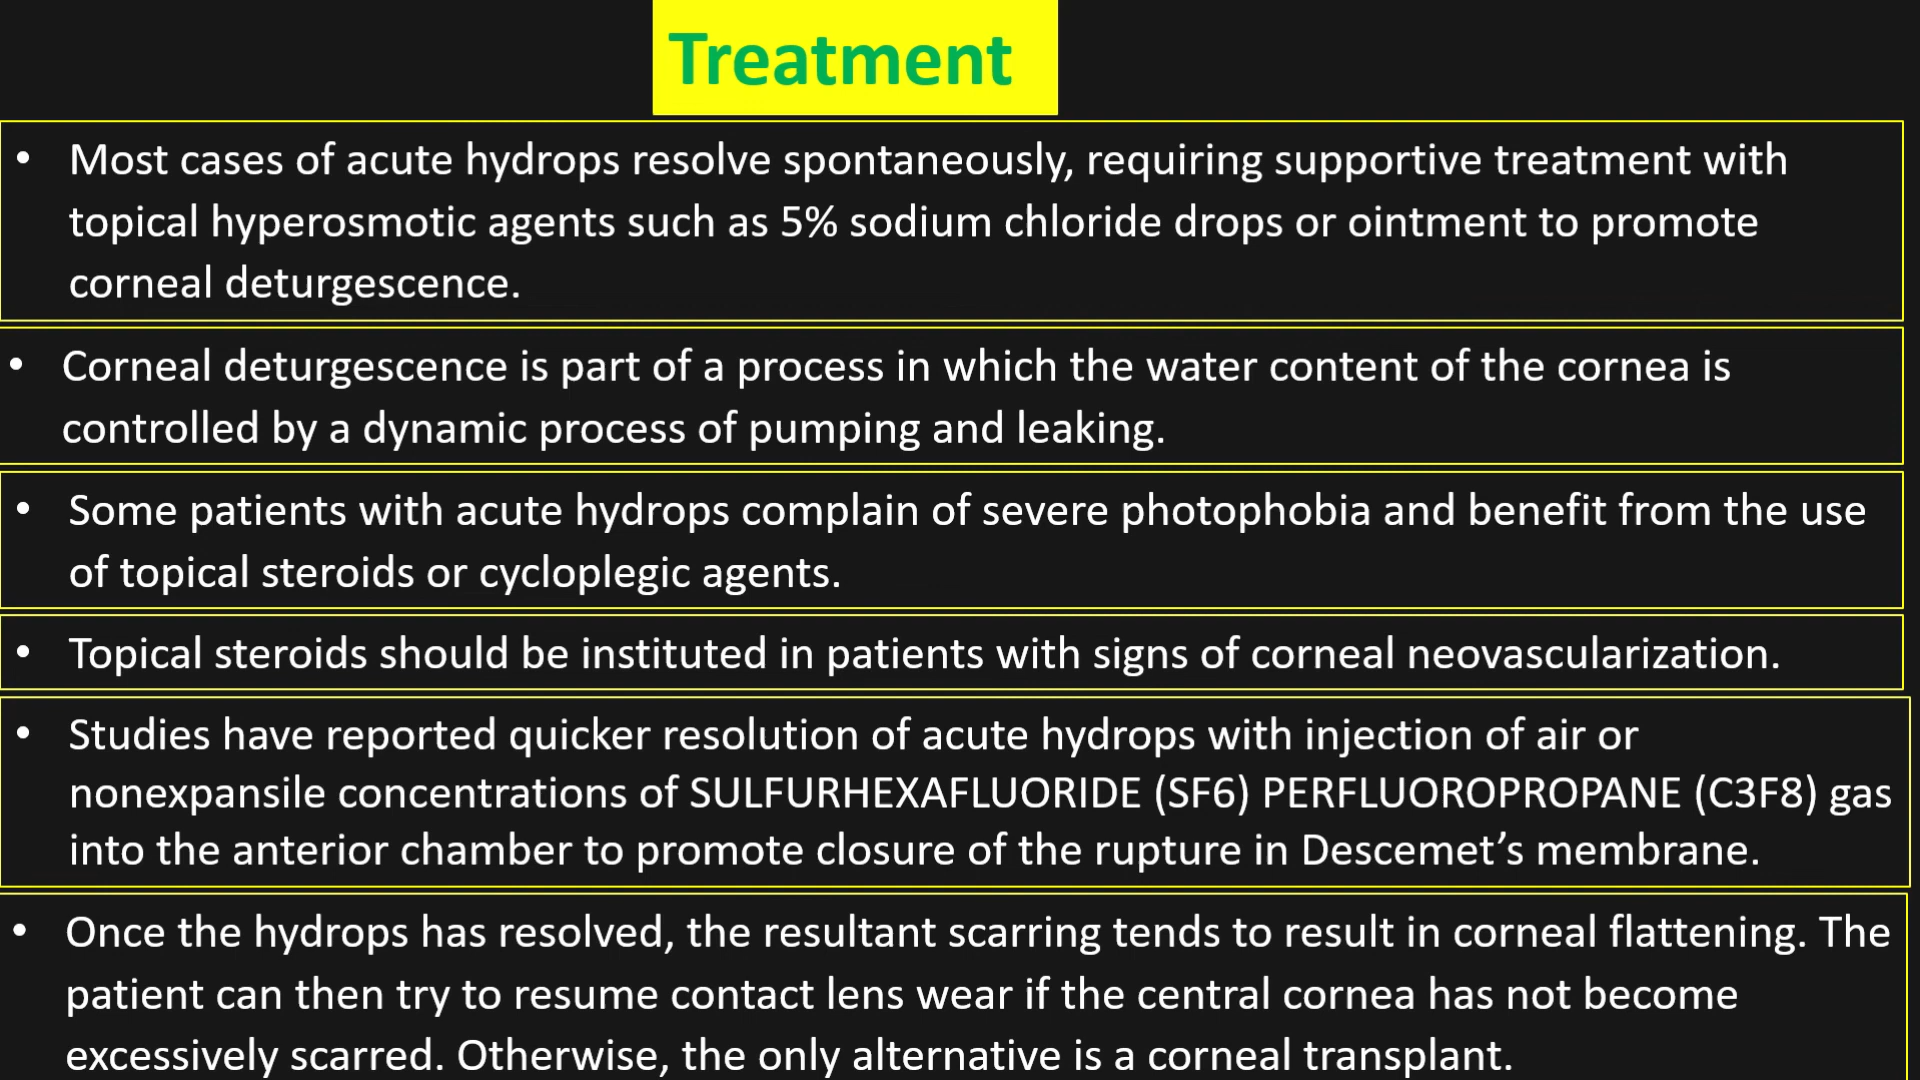 Treatment
• Most cases of acute hydrops resolve spontaneously, requiring supportive treatment with
topical hyperosmotic agents such as 5% sodium chloride drops or ointment to promote
corneal deturgescence.
• Corneal deturgescence is part of a process in which the water content of the cornea is
controlled by a dynamic process of pumping and leaking.
• Some patients with acute hydrops complain of severe photophobia and benefit from the use
of topical steroids or cycloplegic agents.
• Topical steroids should be instituted in patients with signs of corneal neovascularization.
• Studies have reported quicker resolution of acute hydrops with injection of air or
nonexpansile concentrations of SULFURHEXAFLUORIDE (SF6) PERFLUOROPROPANE (C3F8) gas
into the anterior chamber to promote closure of the rupture in Descemet’s membrane.
• Once the hydrops has resolved, the resultant scarring tends to result in corneal flattening. The
patient can then try to resume contact lens wear if the central cornea has not become
excessively scarred. Otherwise, the only alternative is a corneal transplant.